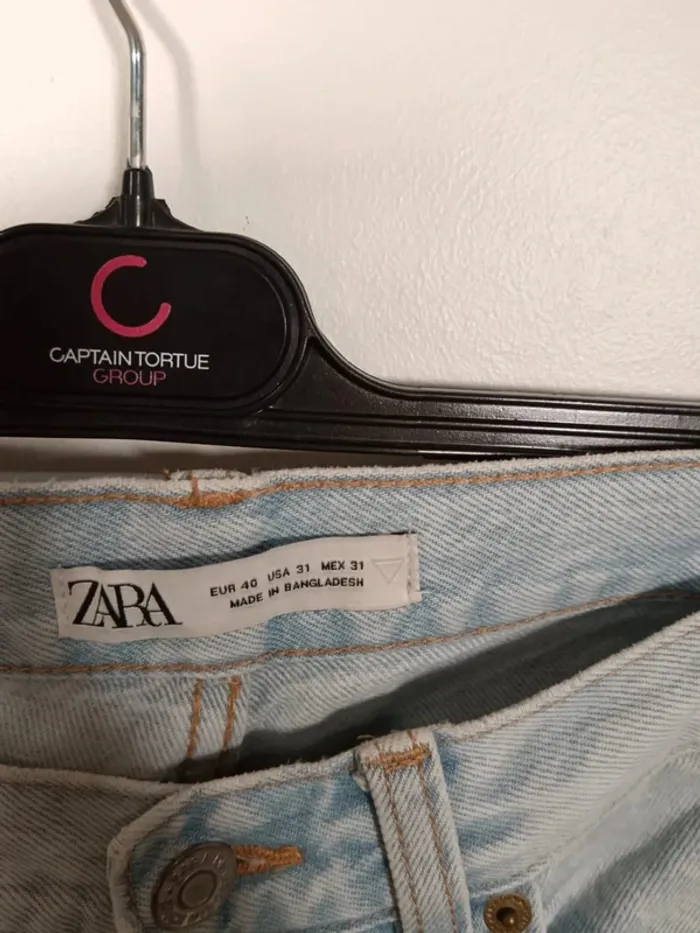 CAPTAIN TORTUE
GROUP
ZARA
EUR 40 USA 31 MEX 31
MADE IN BANGLADESH